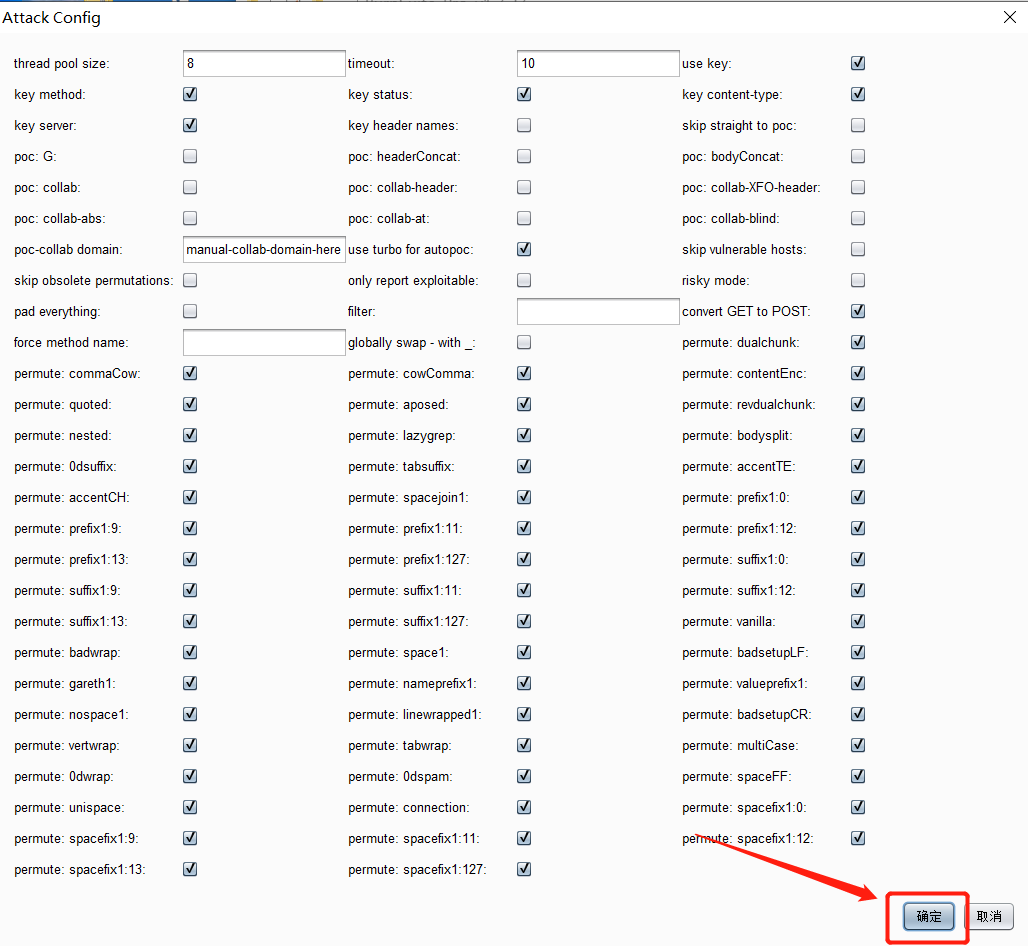 Attack Config
thread pool size: 8 timeout: 10 use key:
key method: key status: key content-type:
key server: key header names: skip straight to poc:
poc: G: poc: headerConcat: poc: bodyConcat:
poc: collab: poc: collab-header: poc: collab-XFO-header:
poc: collab-abs: poc: collab-at: poc: collab-blind:
poc-collab domain: manual-collab-domain-here use turbo for autopoc: skip vulnerable hosts:
skip obsolete permutations: only report exploitable: risky mode:
pad everything: filter: convert GET to POST:
force method name: globally swap - with _: permute: dualchunk:
permute: commaCow: permute: cowComma: permute: contentEnc:
permute: quoted: permute: aposed: permute: revdualchunk:
permute: nested: permute: lazygrep: permute: bodysplit:
permute: 0dsuffix: permute: tabsuffix: permute: accentTE:
permute: accentCH: permute: spacejoin1: permute: prefix1:0:
permute: prefix1:9: permute: prefix1:11: permute: prefix1:12:
permute: prefix1:13: permute: prefix1:127: permute: suffix1:0:
permute: suffix1:9: permute: suffix1:11: permute: suffix1:12:
permute: suffix1:13: permute: suffix1:127: permute: vanilla:
permute: badwrap: permute: space1: permute: badsetupLF:
permute: gareth1: permute: nameprefix1: permute: valueprefix1:
permute: nospace1: permute: linewrapped1: permute: badsetupCR:
permute: vertwrap: permute: tabwrap: permute: multiCase:
permute: 0dwrap: permute: 0dspam: permute: spaceFF:
permute: unispace: permute: connection: permute: spacefix1:0:
permute: spacefix1:9: permute: spacefix1:11: permute: spacefix1:12:
permute: spacefix1:13: permute: spacefix1:127:
确定 取消